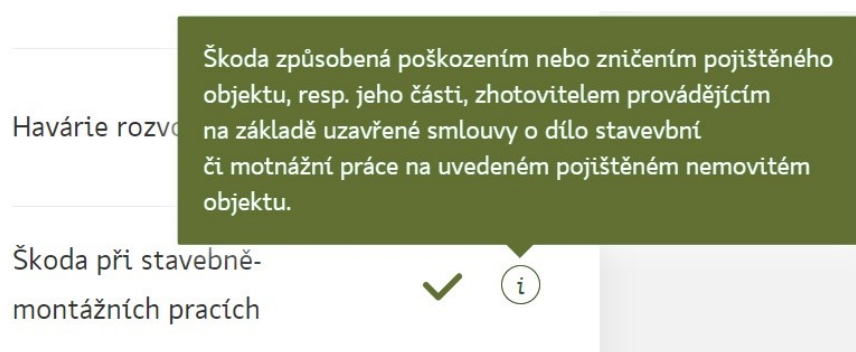 Škoda způsobená poškozením nebo zničením pojištěného
objektu, resp. jeho části, zhotovitelem provádějícím
na základě uzavřené smlouvy o dílo stavevbní
či motnážní práce na uvedeném pojištěném nemovitém
objektu.
Havárie
Škoda při stavebně-
montážních pracích
i